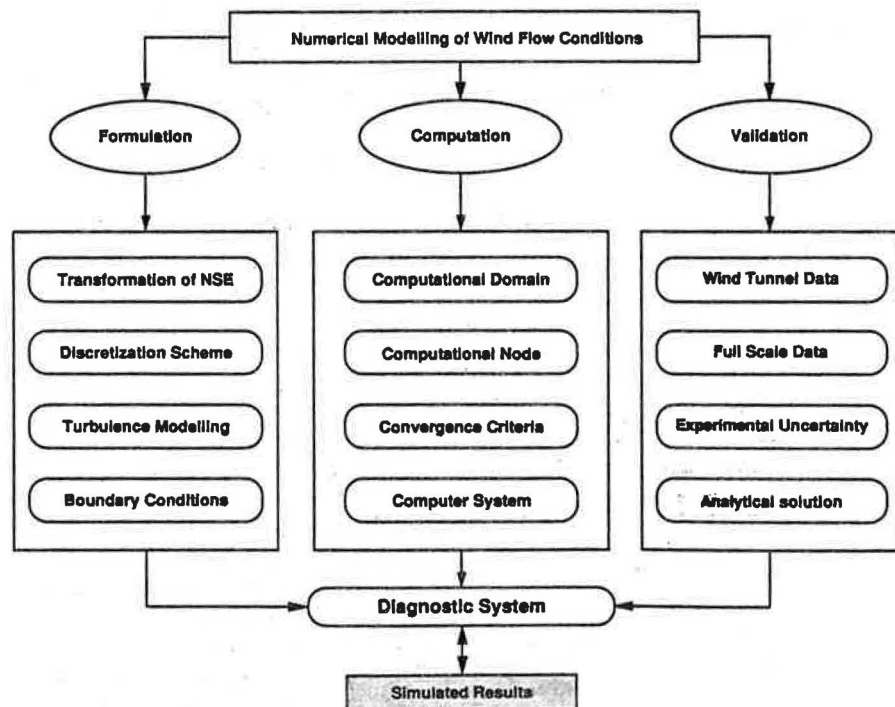 Numerical Modelling of Wind Flow Conditions
Formulation
Computation
Validation
Transformation of NSE
Discretization Scheme
Turbulence Modelling
Boundary Conditions
Computational Domain
Computational Node
Convergence Criteria
Computer System
Wind Tunnel Data
Full Scale Data
Experimental Uncertainty
Analytical solution
Diagnostic System
Simulated Results